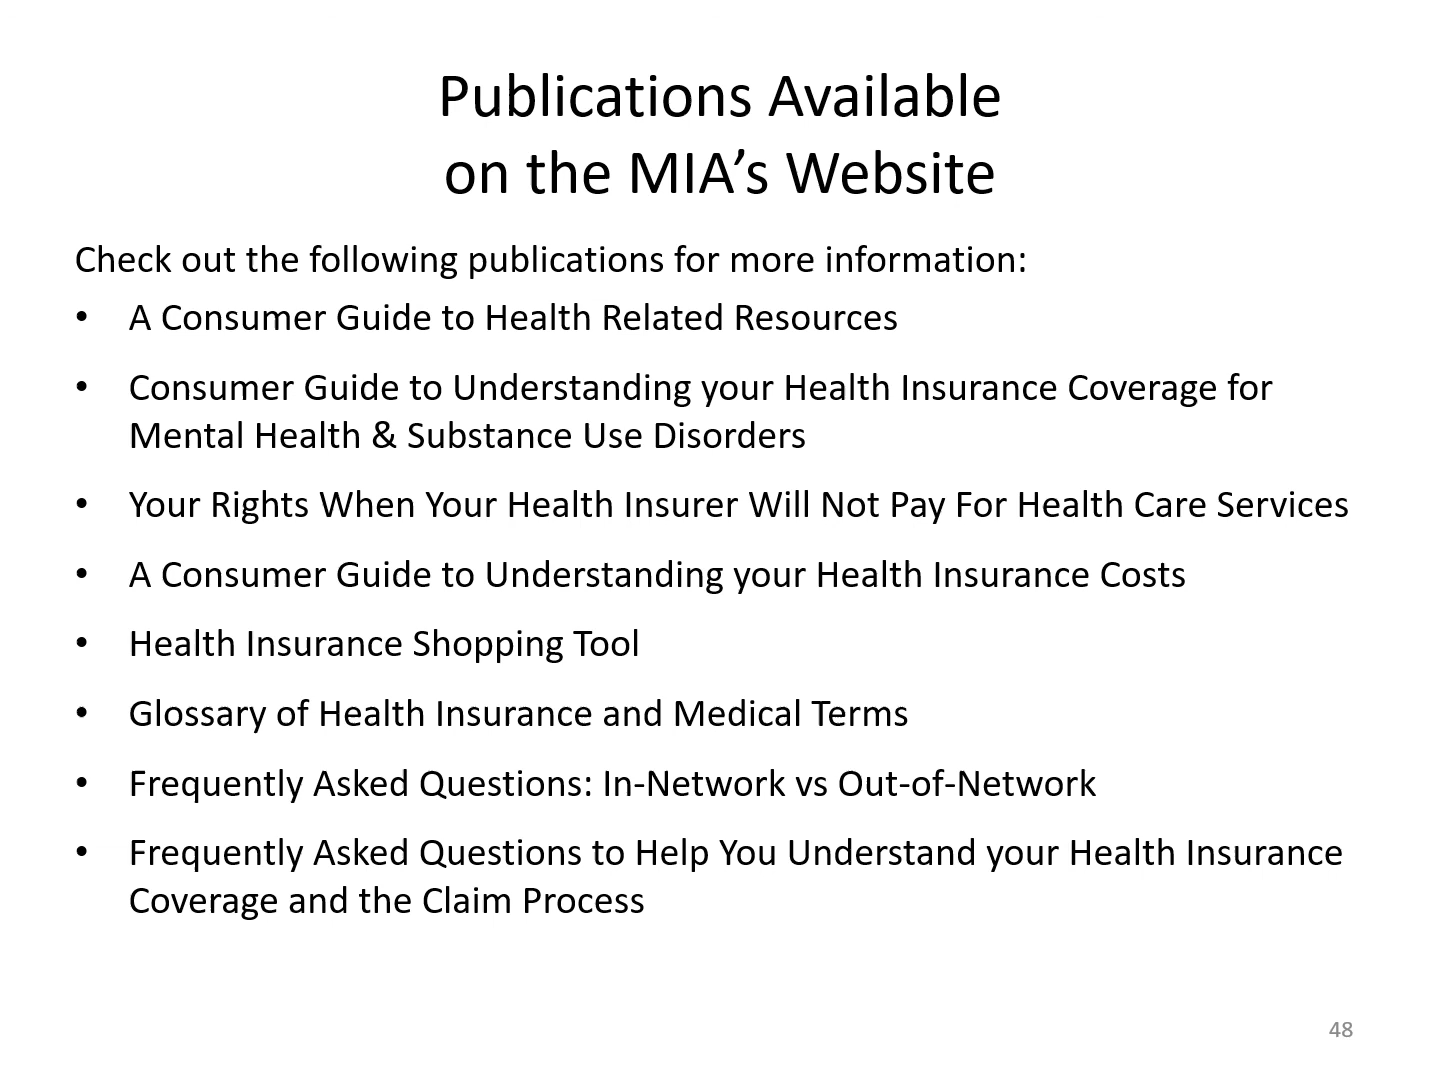 Publications Available
on the MIA’s Website
Check out the following publications for more information:
• A Consumer Guide to Health Related Resources
• Consumer Guide to Understanding your Health Insurance Coverage for
Mental Health & Substance Use Disorders
• Your Rights When Your Health Insurer Will Not Pay For Health Care Services
• A Consumer Guide to Understanding your Health Insurance Costs
• Health Insurance Shopping Tool
• Glossary of Health Insurance and Medical Terms
• Frequently Asked Questions: In-Network vs Out-of-Network
• Frequently Asked Questions to Help You Understand your Health Insurance
Coverage and the Claim Process
48